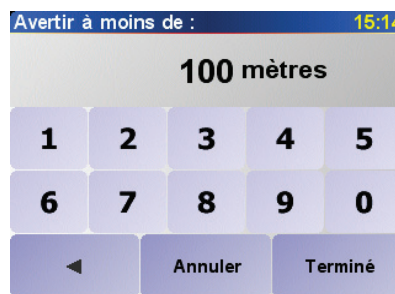 Avertir à moins de : 15:14
100 mètres
1 2 3 4 5
6 7 8 9 0
◄ Annuler Terminé